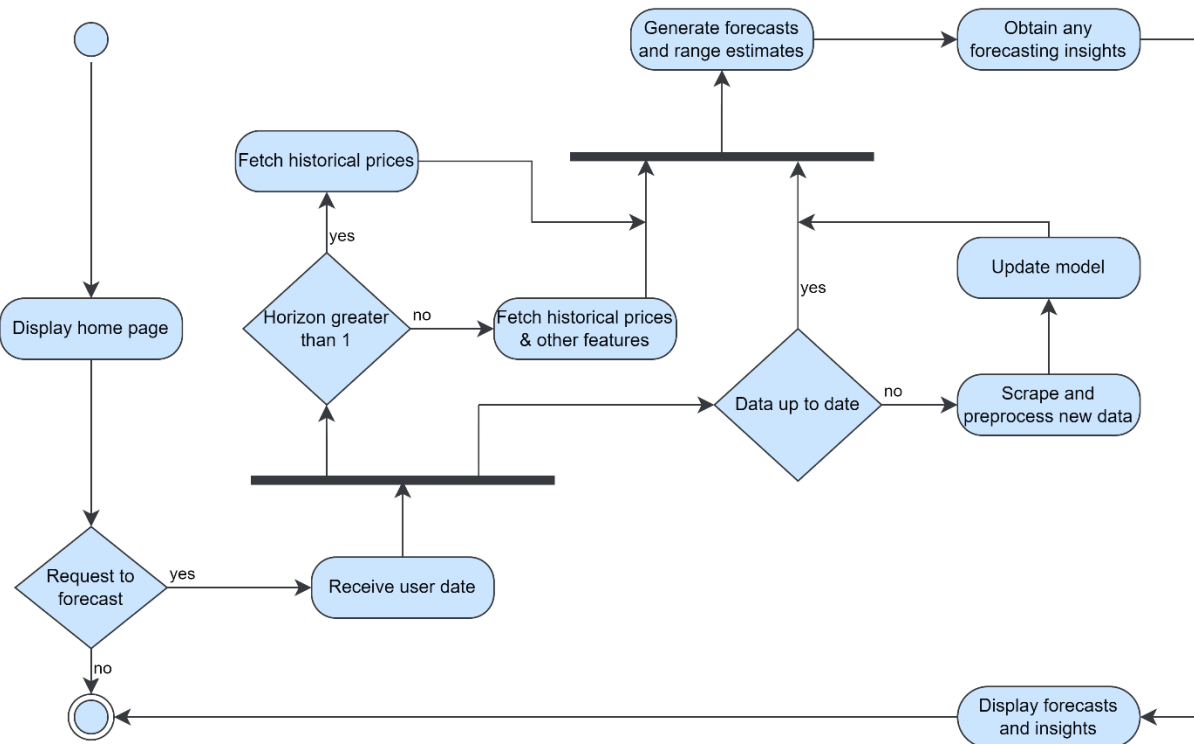 Generate forecasts
and range estimates
Obtain any
forecasting insights
Fetch historical prices
yes
Update model
Horizon greater
than 1
no
Fetch historical prices
& other features
yes
Display home page
Data up to date
no
Scrape and
preprocess new data
Request to
forecast
yes
Receive user date
no
Display forecasts
and insights